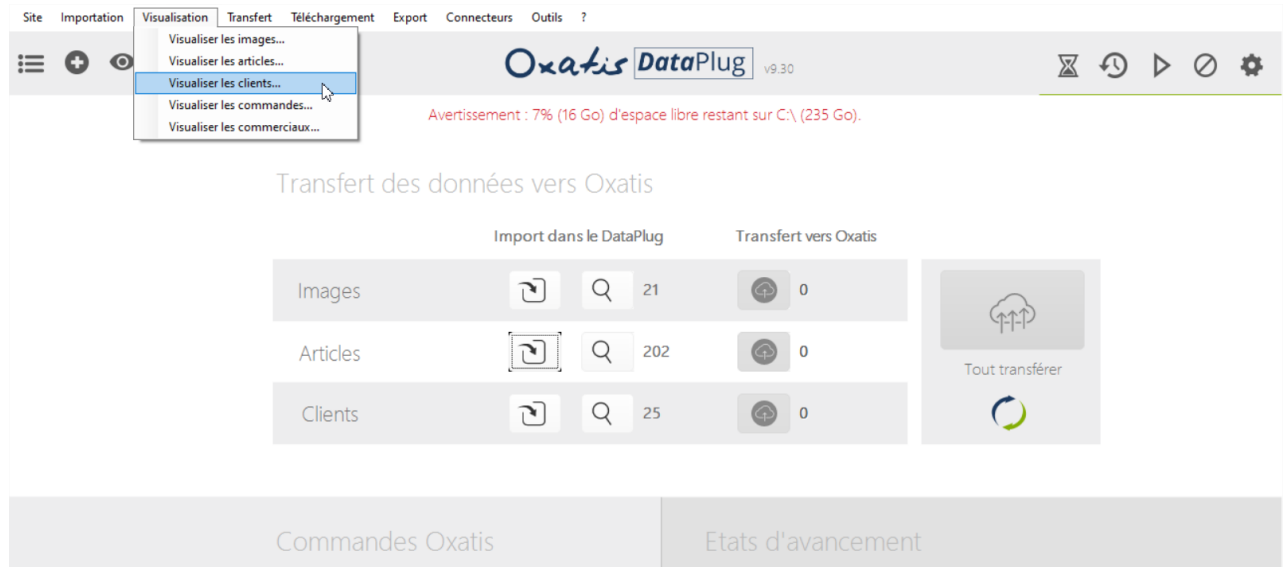 Site Importation Visualisation Transfert Téléchargement Export Connecteurs Outils ?
Visualiser les images...
Visualiser les articles...
Visualiser les clients...
Visualiser les commandes...
Visualiser les commerciaux...
Oxatis DataPlug v9.30
Avertissement : 7% (16 Go) d'espace libre restant sur C:\ (235 Go).
Transfert des données vers Oxatis
Import dans le DataPlug Transfert vers Oxatis
Images 21 0
Articles 202 0
Tout transférer
Clients 25 0
Commandes Oxatis Etats d'avancement